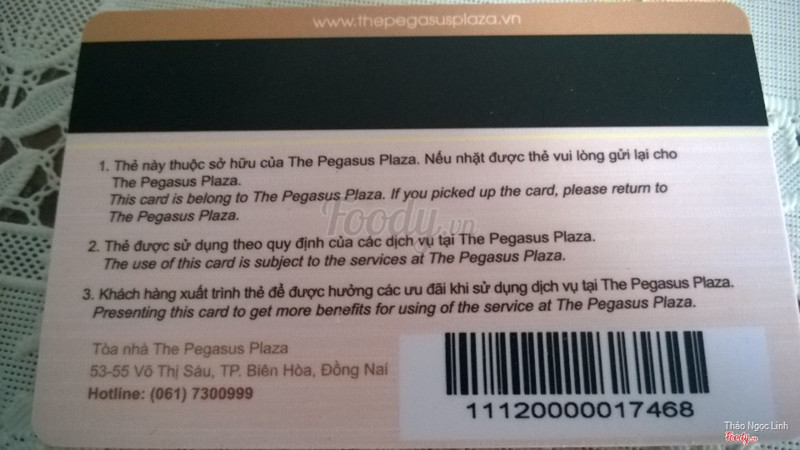 www.thepegasusplaza.vn
1. Thẻ này thuộc sở hữu của The Pegasus Plaza. Nếu nhặt được thẻ vui lòng gửi lại cho
The Pegasus Plaza.
This card is belong to The Pegasus Plaza. If you picked up the card, please return to
The Pegasus Plaza.
Foody.vn
2. Thẻ được sử dụng theo quy định của các dịch vụ tại The Pegasus Plaza.
The use of this card is subject to the services at The Pegasus Plaza.
3. Khách hàng xuất trình thẻ để được hưởng các ưu đãi khi sử dụng dịch vụ tại The Pegasus Plaza.
Presenting this card to get more benefits for using of the service at The Pegasus Plaza.
Tòa nhà The Pegasus Plaza
53-55 Võ Thị Sáu, TP. Biên Hòa, Đồng Nai
Hotline: (061) 7300999
11120000017468
Thảo Ngọc Linh
Foody.vn